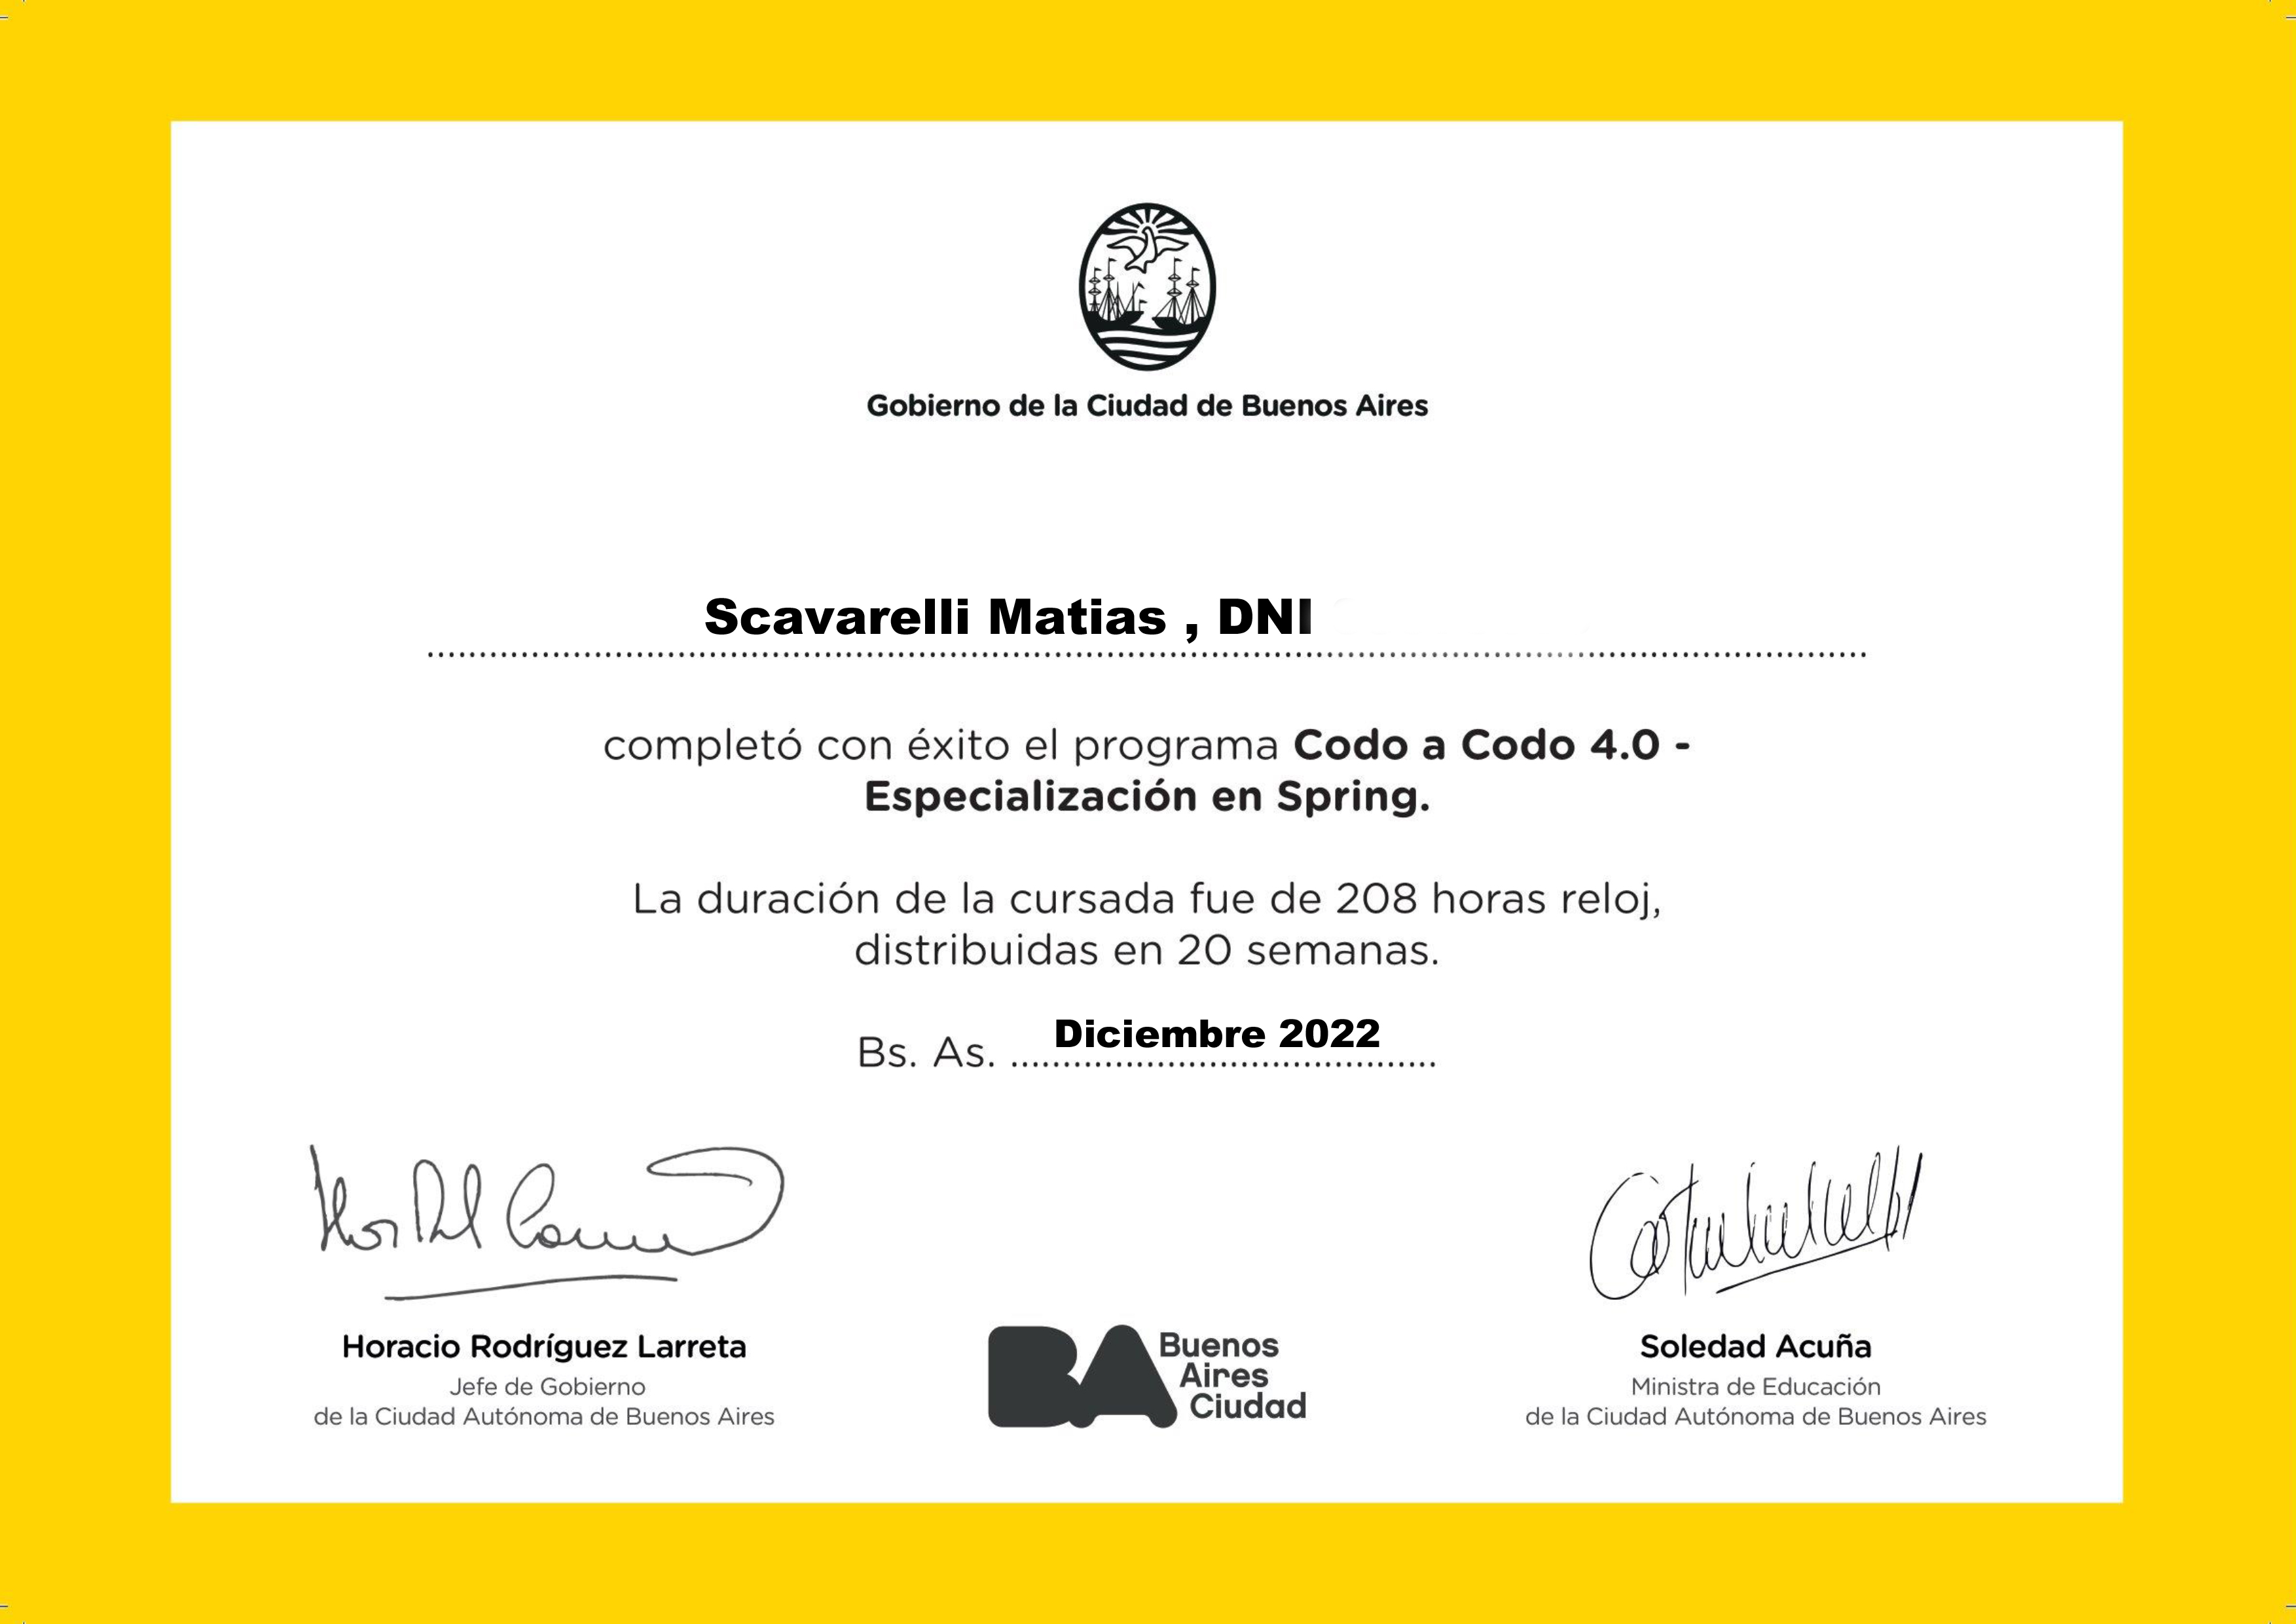 Gobierno de la Ciudad de Buenos Aires
Scavarelli Matias , DNI
completó con éxito el programa Codo a Codo 4.0 -
Especialización en Spring.
La duración de la cursada fue de 208 horas reloj,
distribuidas en 20 semanas.
Bs. As. Diciembre 2022
Horacio Rodríguez Larreta
Jefe de Gobierno
de la Ciudad Autónoma de Buenos Aires
BA
Buenos
Aires
Ciudad
Soledad Acuña
Ministra de Educación
de la Ciudad Autónoma de Buenos Aires